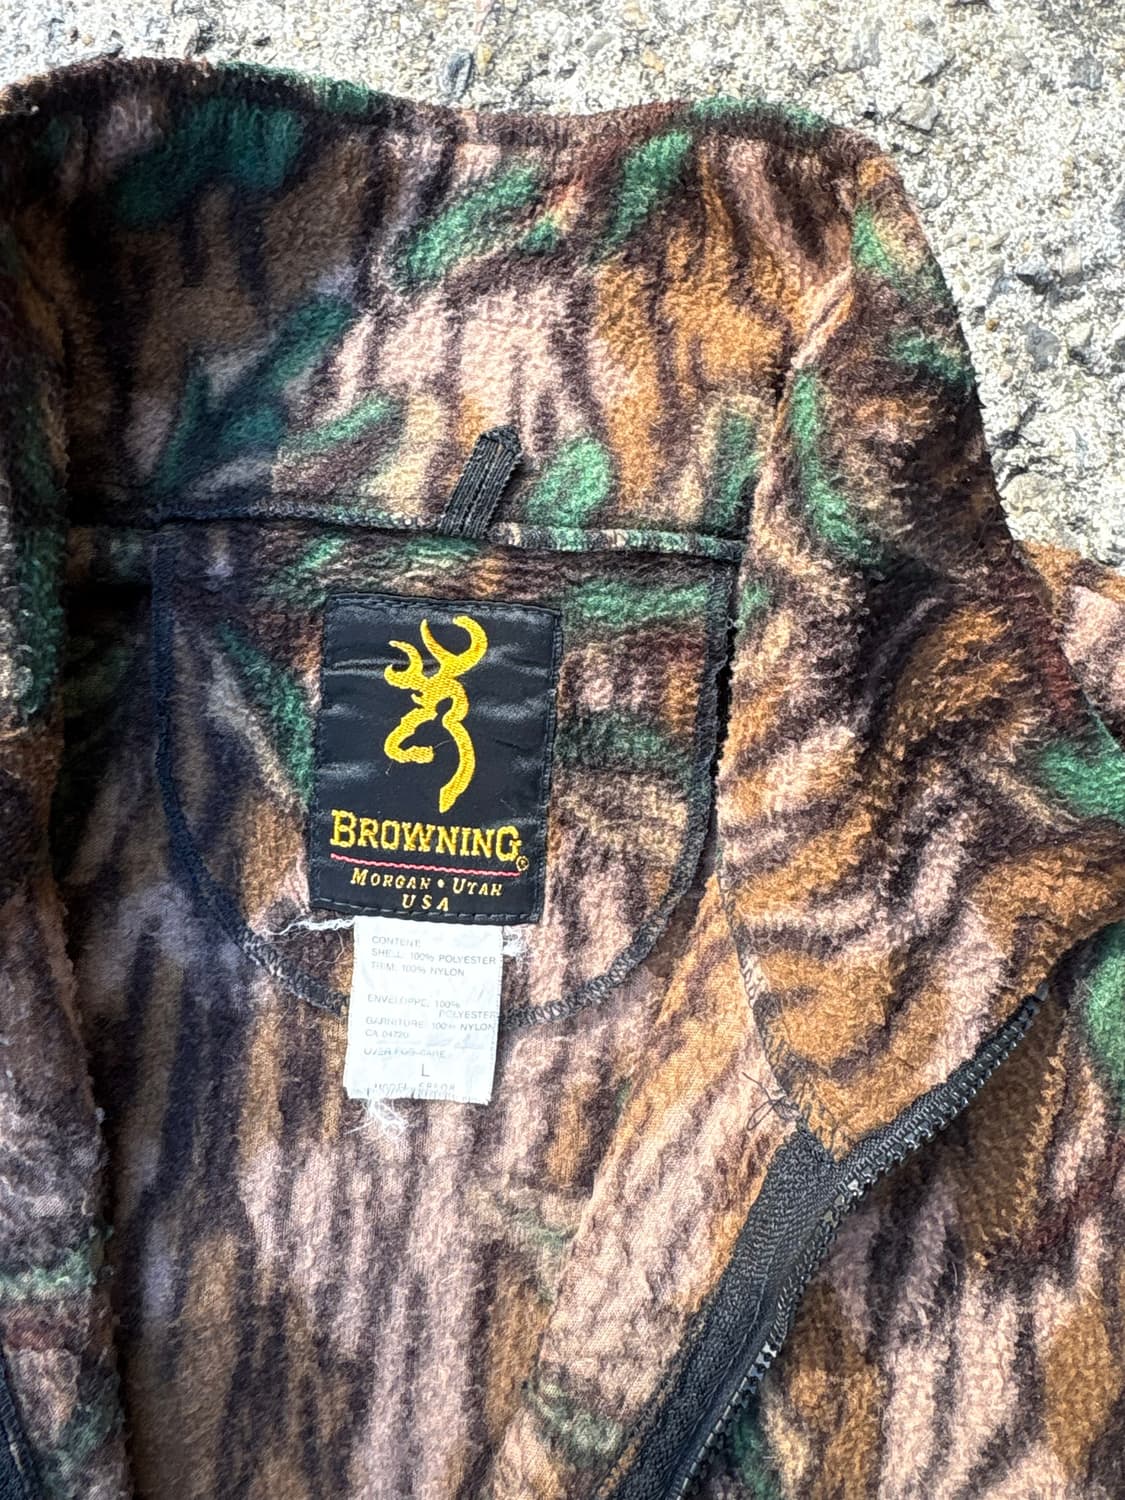 BROWNING®
MORGAN • UTAH
USA
CONTENT
SHELL: 100% POLYESTER
TRIM: 100% NYLON
ENVELOPPE: 100%
POLYESTER
GARNITURE: 100% NYLON
CA 04720
L
MODEL